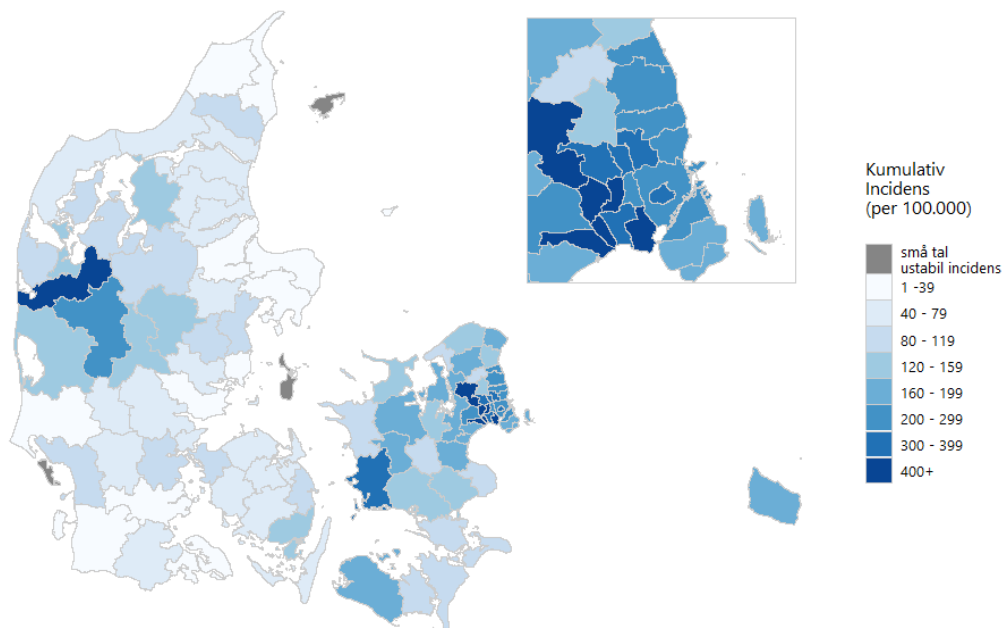 Kumulativ
Incidens
(per 100.000)
små tal
ustabil incidens
1 -39
40 - 79
80 - 119
120 - 159
160 - 199
200 - 299
300 - 399
400+